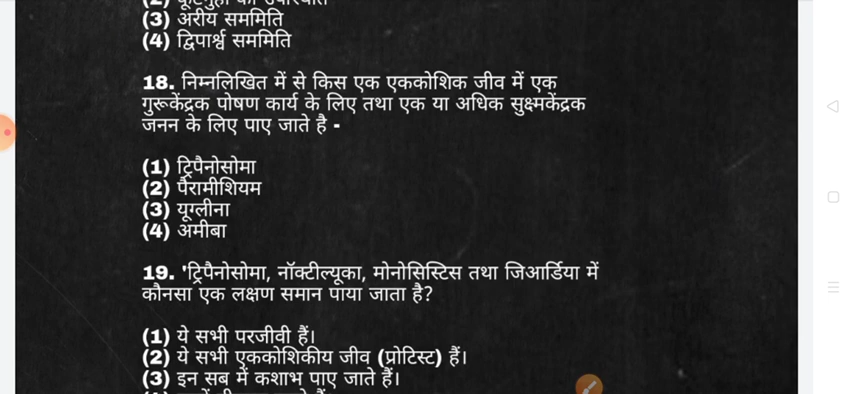 (3) अरीय सममिति
(4) द्विपार्श्व सममिति
18. निम्नलिखित में से किस एक एककोशिक जीव में एक
गुरूकेंद्रक पोषण कार्य के लिए तथा एक या अधिक सुक्ष्मकेंद्रक
जनन के लिए पाए जाते है -
(1) ट्रिपैनोसोमा
(2) पैरामीशियम
(3) यूग्लीना
(4) अमीबा
19. 'ट्रिपैनोसोमा, नॉक्टील्यूका, मोनोसिस्टिस तथा जिआर्डिया में
कौनसा एक लक्षण समान पाया जाता है?
(1) ये सभी परजीवी हैं।
(2) ये सभी एककोशिकीय जीव (प्रोटिस्ट) हैं।
(3) इन सब में कशाभ पाए जाते हैं।